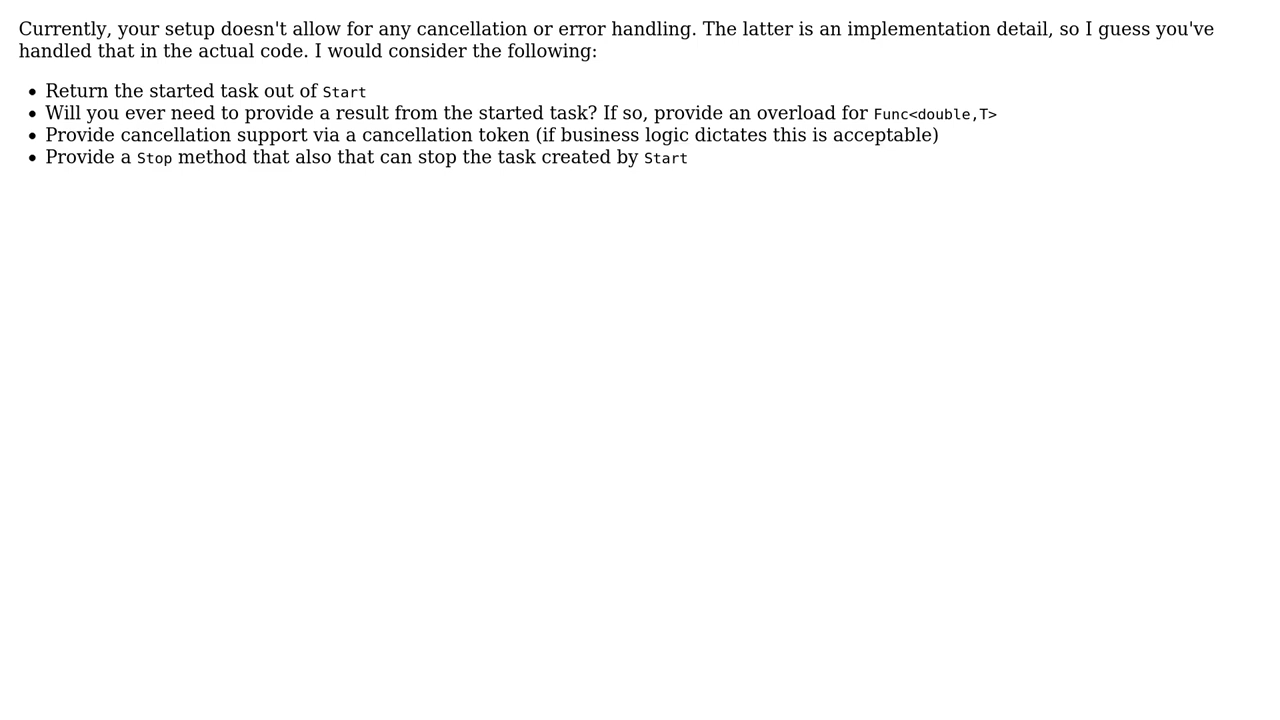 Currently, your setup doesn't allow for any cancellation or error handling. The latter is an implementation detail, so I guess you've
handled that in the actual code. I would consider the following:
• Return the started task out of Start
• Will you ever need to provide a result from the started task? If so, provide an overload for Func<double,T>
• Provide cancellation support via a cancellation token (if business logic dictates this is acceptable)
• Provide a Stop method that also that can stop the task created by Start